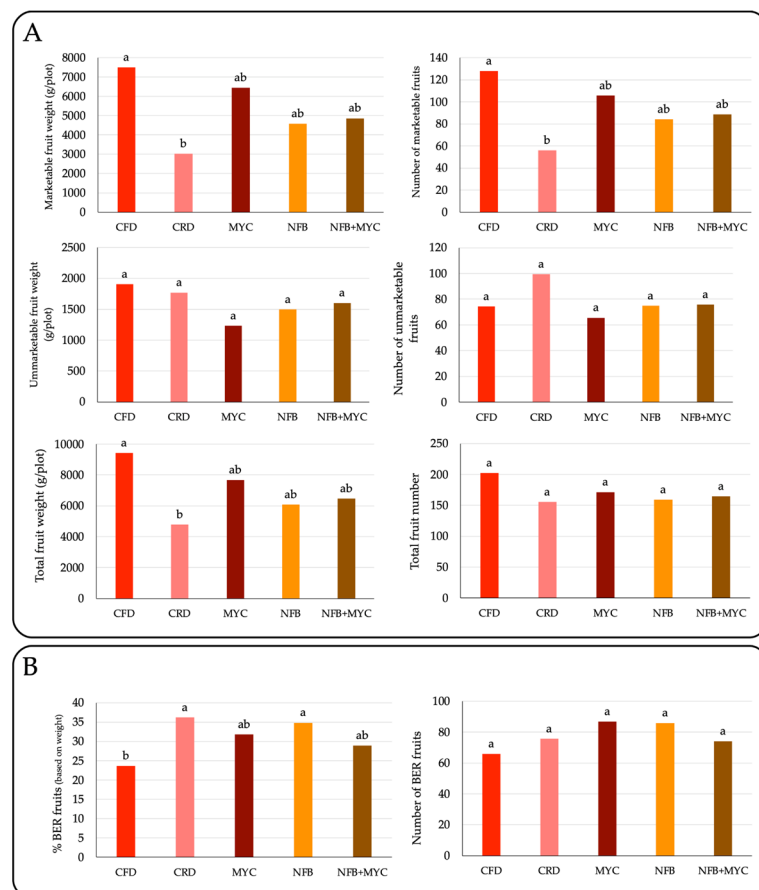 A
Marketable fruit weight (g/plot)
8000
7000
6000
5000
4000
3000
2000
1000
0
a
b
ab
ab
ab
CFD CRD MYC NFB NFB+MYC
Number of marketable fruits
140
120
100
80
60
40
20
0
a
b
ab
ab
ab
CFD CRD MYC NFB NFB+MYC
Ummarketable fruit weight
(g/plot)
2500
2000
1500
1000
500
0
a
a
a
a
a
CFD CRD MYC NFB NFB+MYC
Number of unmarketable
fruits
120
100
80
60
40
20
0
a
a
a
a
a
CFD CRD MYC NFB NFB+MYC
Total fruit weight (g/plot)
10000
8000
6000
4000
2000
0
a
b
ab
ab
ab
CFD CRD MYC NFB NFB+MYC
Total fruit number
250
200
150
100
50
0
a
a
a
a
a
CFD CRD MYC NFB NFB+MYC
B
% BER fruits (based on weight)
40
35
30
25
20
15
10
5
0
b
a
ab
a
ab
CFD CRD MYC NFB NFB+MYC
Number of BER fruits
100
80
60
40
20
0
a
a
a
a
a
CFD CRD MYC NFB NFB+MYC